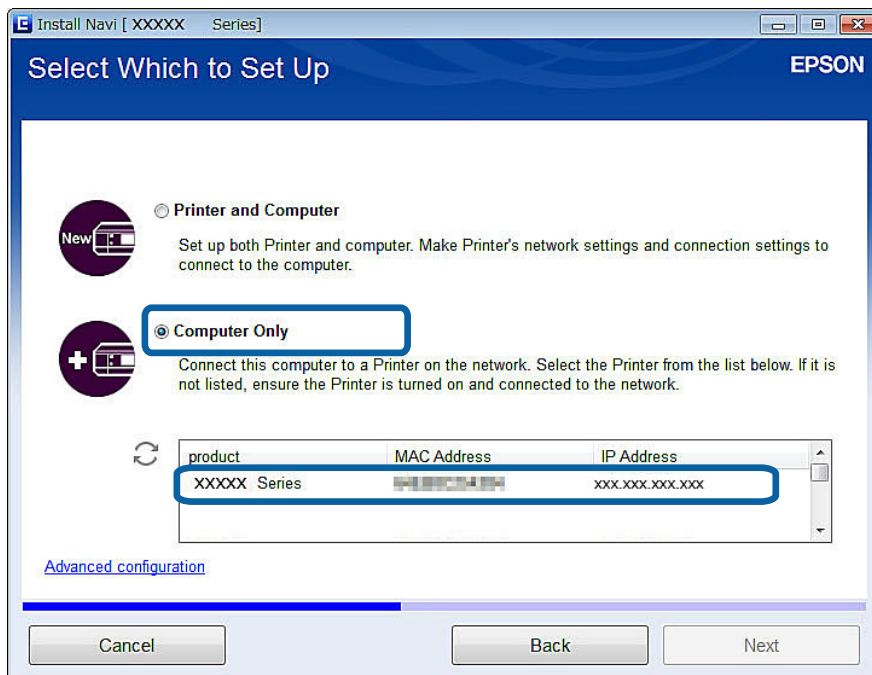 Install Navi [ XXXXX Series]
Select Which to Set Up
EPSON
New
Printer and Computer
Set up both Printer and computer. Make Printer's network settings and connection settings to
connect to the computer.
Computer Only
Connect this computer to a Printer on the network. Select the Printer from the list below. If it is
not listed, ensure the Printer is turned on and connected to the network.
product MAC Address IP Address
XXXXX Series xxx.xxx.xxx.xxx
Advanced configuration
Cancel Back Next